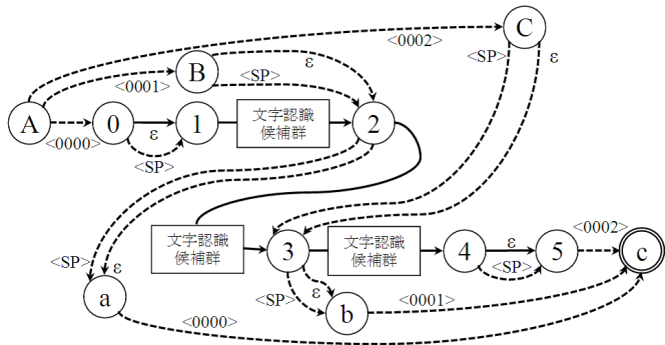 <0002>
C
<SP>
ε
B
ε
<0001>
<SP>
A
<0000>
0
ε
<SP>
1
文字認識
候補群
2
文字認識
候補群
3
文字認識
候補群
4
ε
<SP>
5
<0002>
c
<SP>
ε
a
<SP>
ε
b
<0001>
<0000>